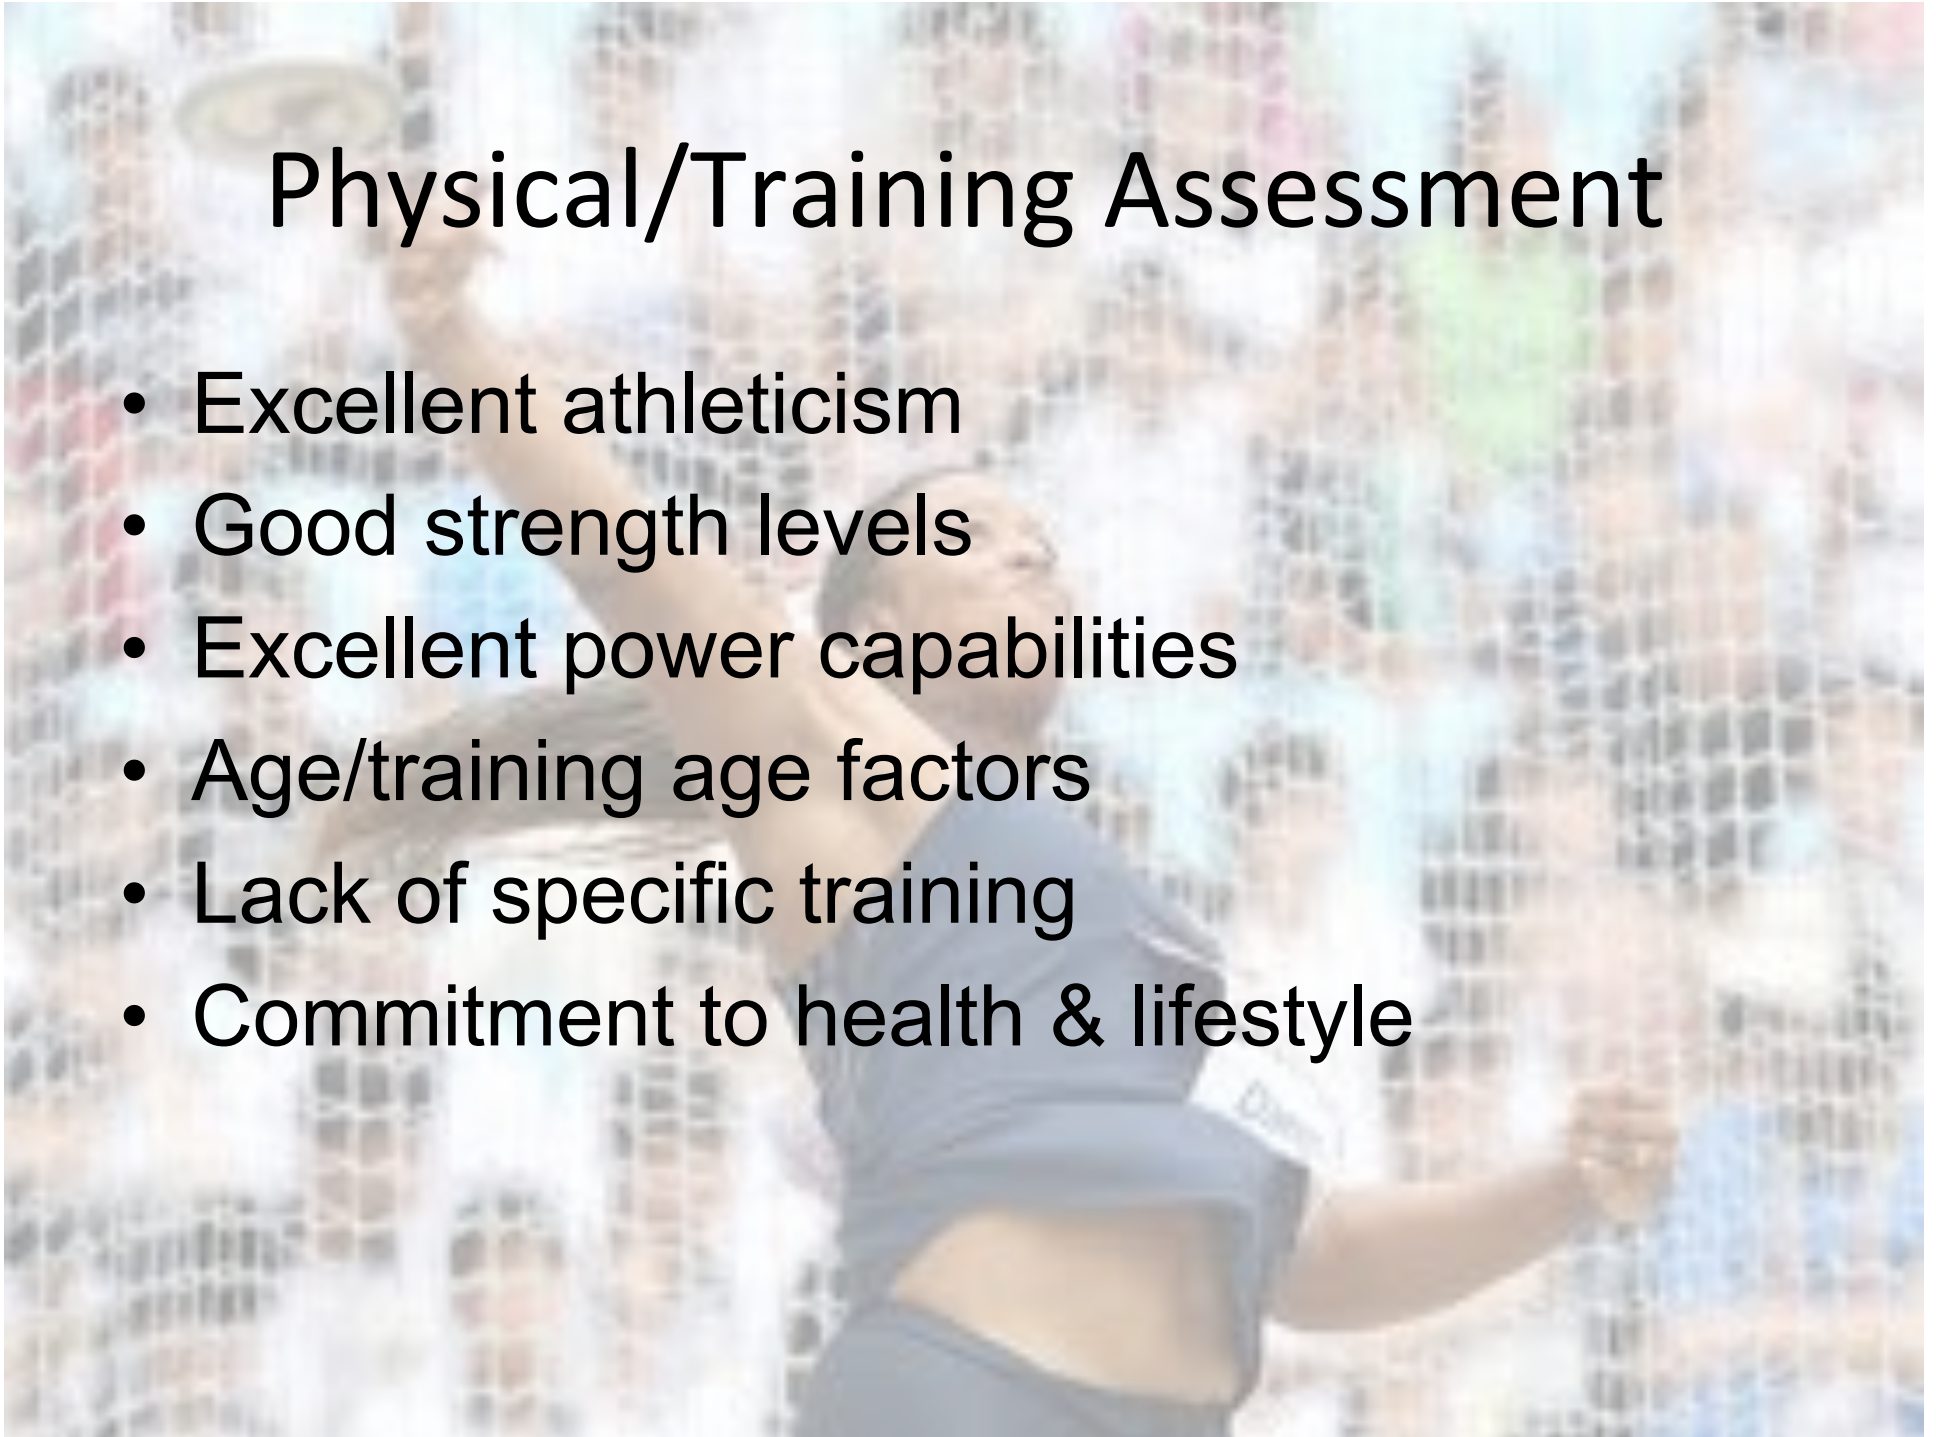 Physical/Training Assessment
• Excellent athleticism
• Good strength levels
• Excellent power capabilities
• Age/training age factors
• Lack of specific training
• Commitment to health & lifestyle